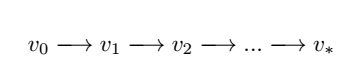 v₀ ⟶ v₁ ⟶ v₂ ⟶ ... ⟶ v⁎